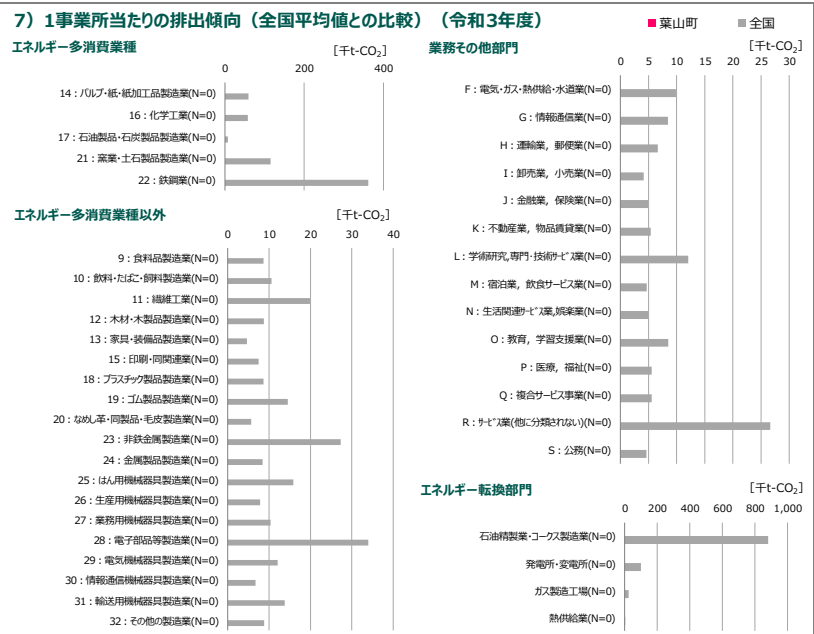 7）1事業所当たりの排出傾向（全国平均値との比較）（令和3年度）
■葉山町 ■全国
エネルギー多消費業種
[千t-CO2]
0 200 400
14：パルプ・紙・紙加工品製造業(N=0)
16：化学工業(N=0)
17：石油製品・石炭製品製造業(N=0)
21：窯業・土石製品製造業(N=0)
22：鉄鋼業(N=0)
エネルギー多消費業種以外
[千t-CO2]
0 10 20 30 40
9：食料品製造業(N=0)
10：飲料・たばこ・飼料製造業(N=0)
11：繊維工業(N=0)
12：木材・木製品製造業(N=0)
13：家具・装備品製造業(N=0)
15：印刷・同関連業(N=0)
18：プラスチック製品製造業(N=0)
19：ゴム製品製造業(N=0)
20：なめし革・同製品・毛皮製造業(N=0)
23：非鉄金属製造業(N=0)
24：金属製品製造業(N=0)
25：はん用機械器具製造業(N=0)
26：生産用機械器具製造業(N=0)
27：業務用機械器具製造業(N=0)
28：電子部品等製造業(N=0)
29：電気機械器具製造業(N=0)
30：情報通信機械器具製造業(N=0)
31：輸送用機械器具製造業(N=0)
32：その他の製造業(N=0)
業務その他部門
[千t-CO2]
0 5 10 15 20 25 30
F：電気・ガス・熱供給・水道業(N=0)
G：情報通信業(N=0)
H：運輸業，郵便業(N=0)
I：卸売業，小売業(N=0)
J：金融業，保険業(N=0)
K：不動産業，物品賃貸業(N=0)
L：学術研究,専門・技術ｻｰﾋﾞｽ業(N=0)
M：宿泊業，飲食サービス業(N=0)
N：生活関連ｻｰﾋﾞｽ業,娯楽業(N=0)
O：教育，学習支援業(N=0)
P：医療，福祉(N=0)
Q：複合サービス事業(N=0)
R：ｻｰﾋﾞｽ業(他に分類されない)(N=0)
S：公務(N=0)
エネルギー転換部門
[千t-CO2]
0 200 400 600 800 1,000
石油精製業・コークス製造業(N=0)
発電所・変電所(N=0)
ガス製造工場(N=0)
熱供給業(N=0)